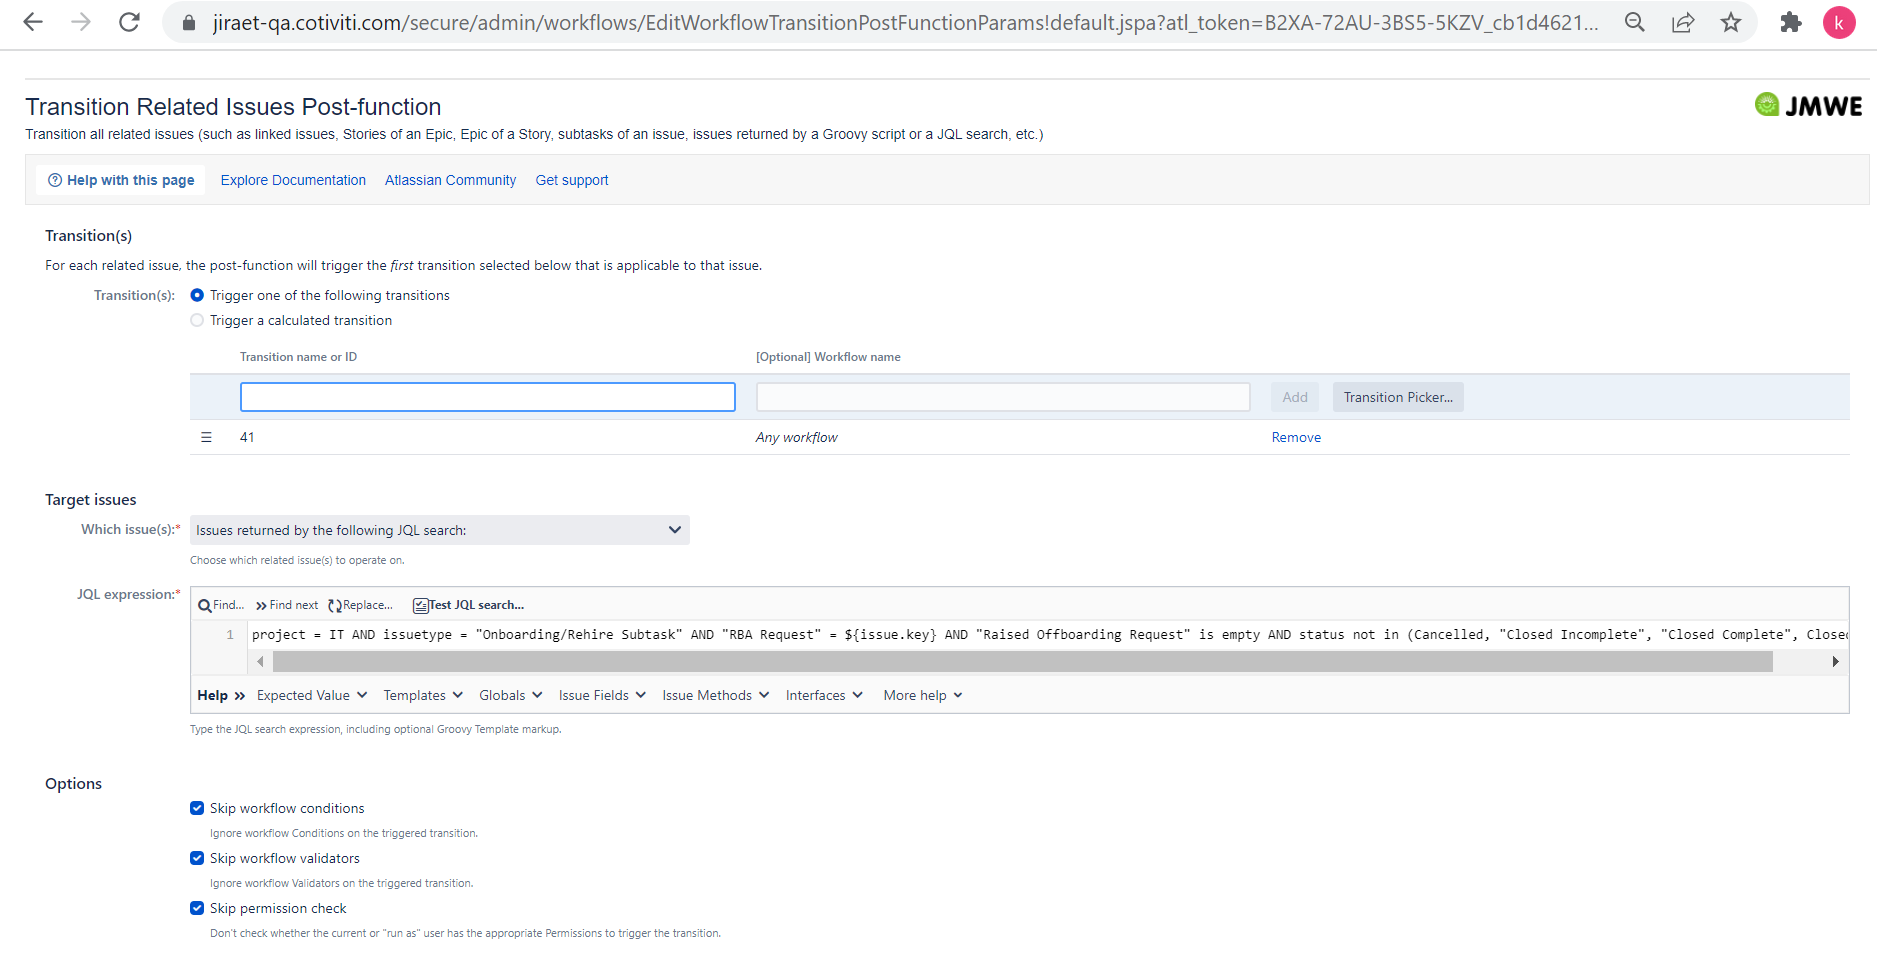 jiraet-qa.cotiviti.com/secure/admin/workflows/EditWorkflowTransitionPostFunctionParams!default.jspa?atl_token=B2XA-72AU-3BS5-5KZV_cb1d4621... k
Transition Related Issues Post-function
JMWE
Transition all related issues (such as linked issues, Stories of an Epic, Epic of a Story, subtasks of an issue, issues returned by a Groovy script or a JQL search, etc.)
Help with this page Explore Documentation Atlassian Community Get support
Transition(s)
For each related issue, the post-function will trigger the first transition selected below that is applicable to that issue.
Transition(s): Trigger one of the following transitions
Trigger a calculated transition
Transition name or ID [Optional] Workflow name
Add Transition Picker...
41 Any workflow Remove
Target issues
Which issue(s):* Issues returned by the following JQL search:
Choose which related issue(s) to operate on.
JQL expression:* Find... Find next Replace... Test JQL search...
1 project = IT AND issuetype = "Onboarding/Rehire Subtask" AND "RBA Request" = ${issue.key} AND "Raised Offboarding Request" is empty AND status not in (Cancelled, "Closed Incomplete", "Closed Complete", Closed
Help Expected Value Templates Globals Issue Fields Issue Methods Interfaces More help
Type the JQL search expression, including optional Groovy Template markup.
Options
Skip workflow conditions
Ignore workflow Conditions on the triggered transition.
Skip workflow validators
Ignore workflow Validators on the triggered transition.
Skip permission check
Don't check whether the current or "run as" user has the appropriate Permissions to trigger the transition.